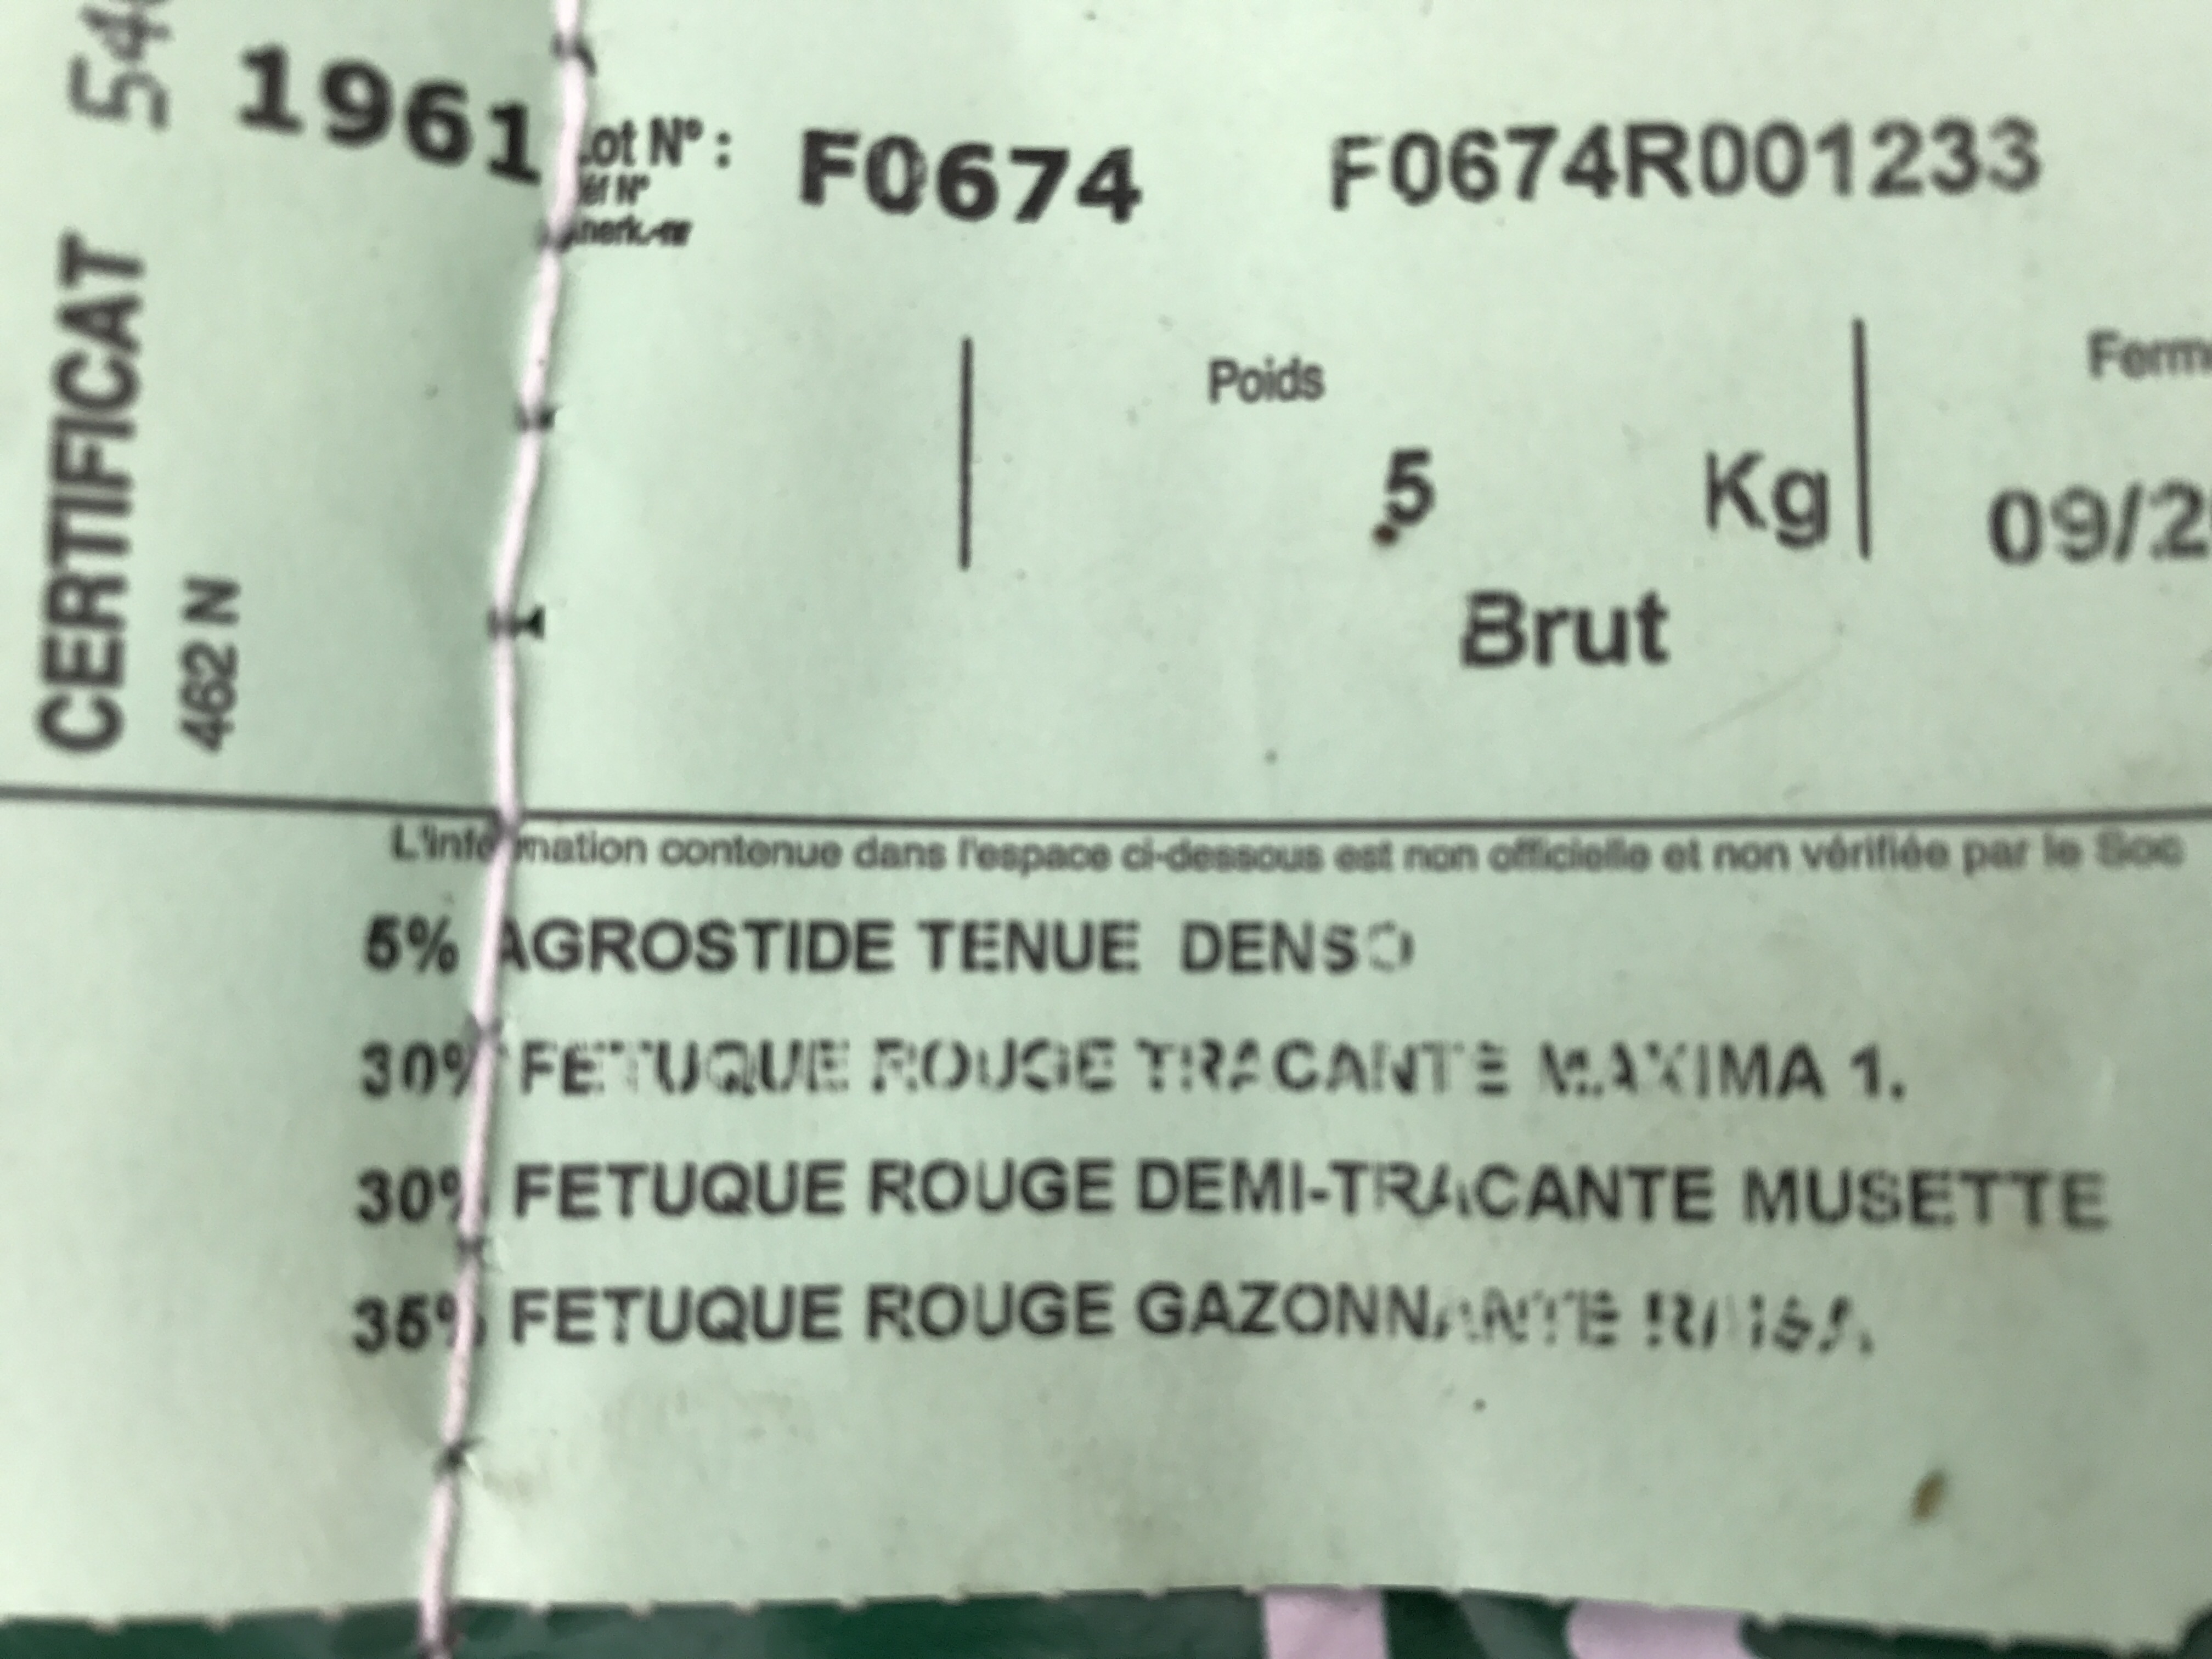 54
1961
Lot N° : F0674 F0674R001233
CERTIFICAT
462 N
Poids
5 Kg
Brut
09/2
L'information contenue dans l'espace ci-dessous est non officielle et non vérifiée par le Soc
5% AGROSTIDE TENUE DENSO
30% FETUQUE ROUGE TRACANTE MAXIMA 1.
30% FETUQUE ROUGE DEMI-TRACANTE MUSETTE
35% FETUQUE ROUGE GAZONNANTE